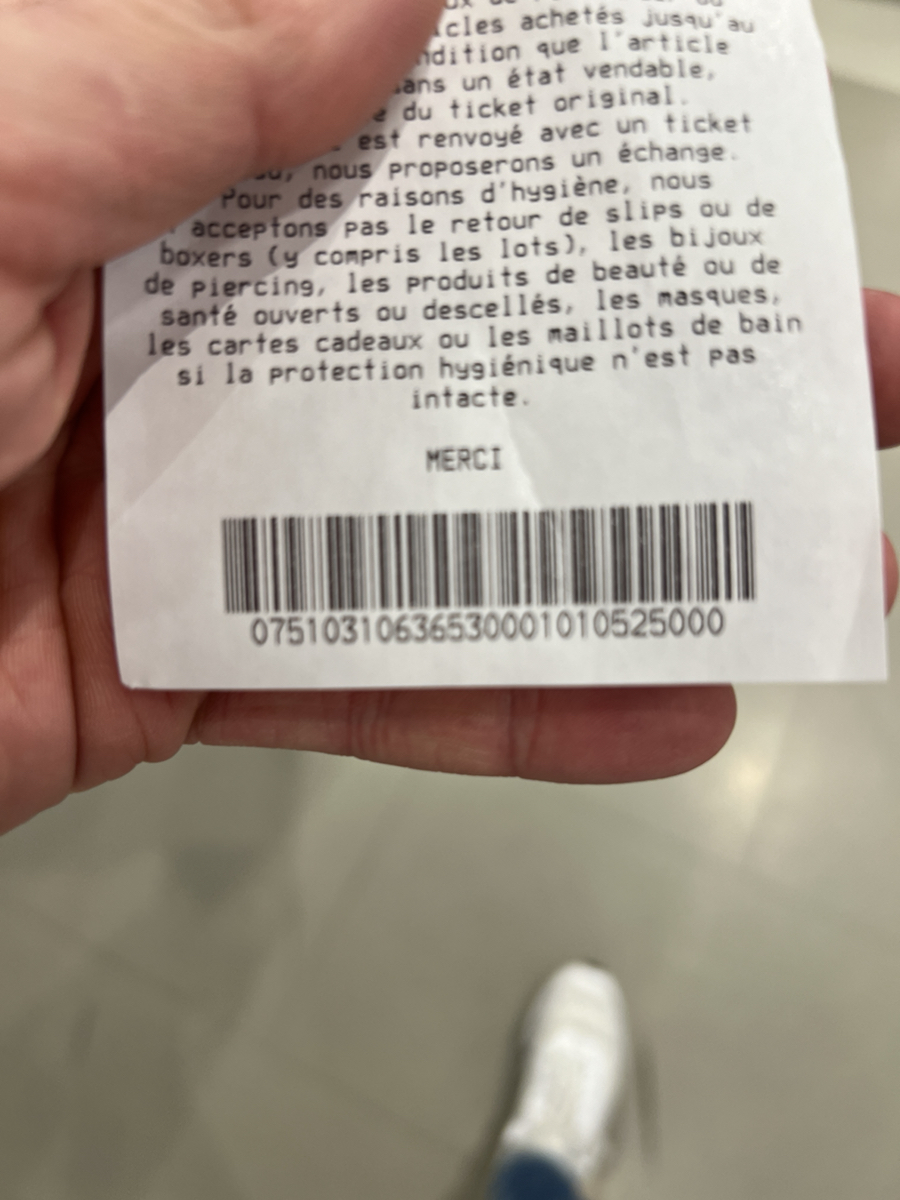 achetés jusqu'au
que l'article
un état vendable,
du ticket original.
est renvoyé avec un ticket
nous proposerons un échange.
Pour des raisons d'hygiène, nous
acceptons pas le retour de slips ou de
boxers (y compris les lots), les bijoux
de piercing, les produits de beauté ou de
santé ouverts ou descellés, les masques,
les cartes cadeaux ou les maillots de bain
si la protection hygiénique n'est pas
intacte.
MERCI
07510310636530001010525000